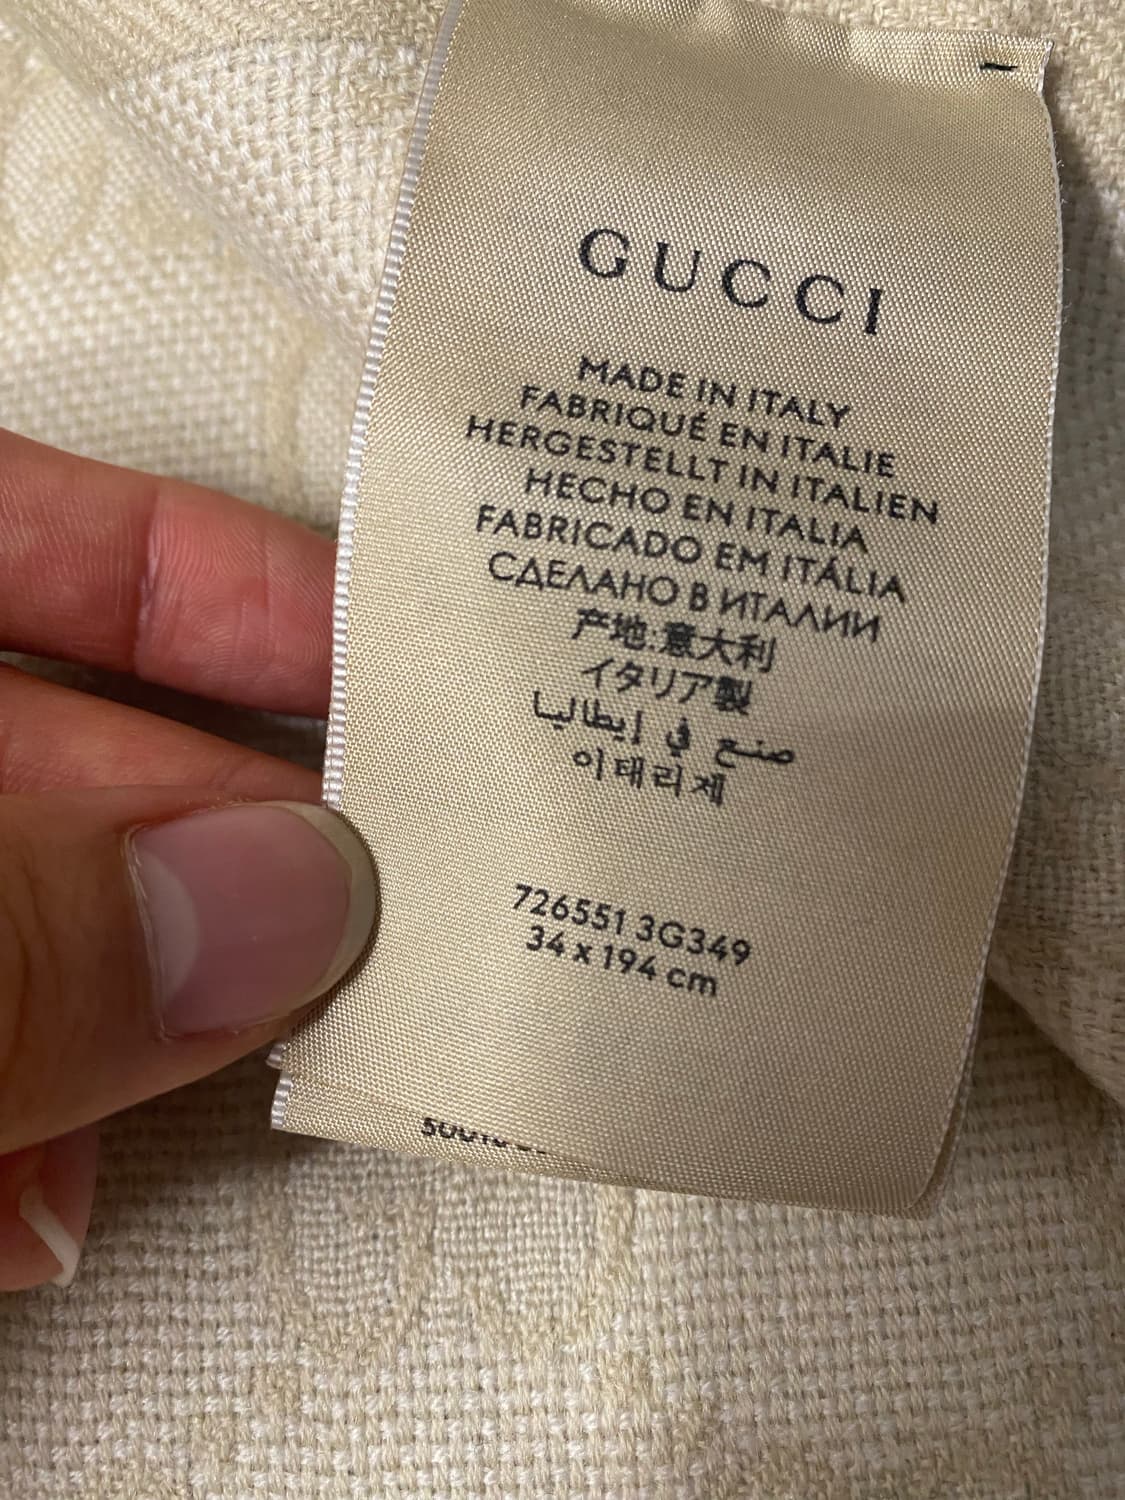 GUCCI
MADE IN ITALY
FABRIQUÉ EN ITALIE
HERGESTELLT IN ITALIEN
HECHO EN ITALIA
FABRICADO EM ITÁLIA
СДЕЛАНО В ИТАЛИИ
产地:意大利
イタリア製
صنع في إيطاليا
이태리제
726551 3G349
34 x 194 cm